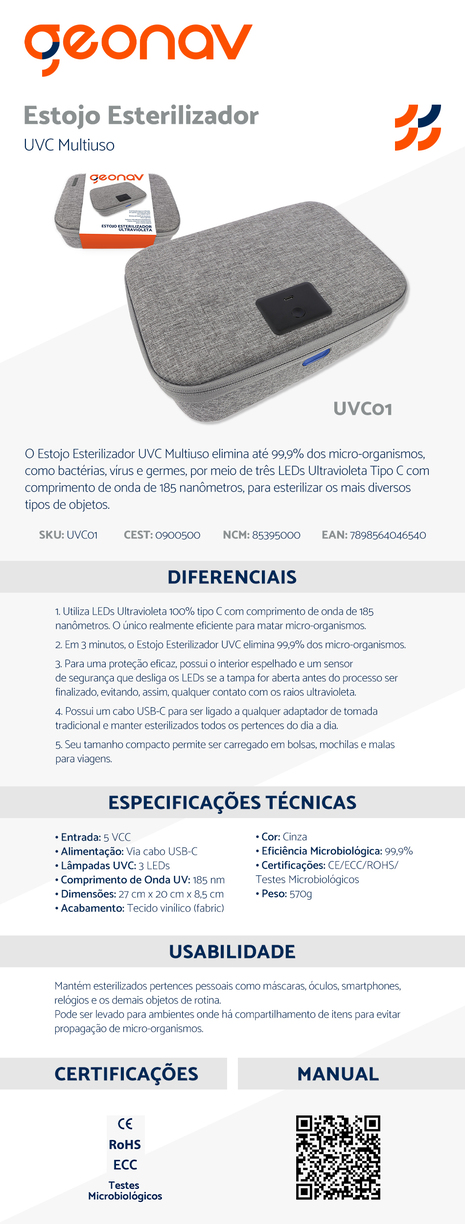 geonav
Estojo Esterilizador
UVC Multiuso
geonav
ESTOJO ESTERILIZADOR
ULTRAVIOLETA
UVC01
O Estojo Esterilizador UVC Multiuso elimina até 99,9% dos micro-organismos,
como bactérias, vírus e germes, por meio de três LEDs Ultravioleta Tipo C com
comprimento de onda de 185 nanômetros, para esterilizar os mais diversos
tipos de objetos.
SKU: UVC01 CEST: 0900500 NCM: 85395000 EAN: 7898564046540
DIFERENCIAIS
1. Utiliza LEDs Ultravioleta 100% tipo C com comprimento de onda de 185
nanômetros. O único realmente eficiente para matar micro-organismos.
2. Em 3 minutos, o Estojo Esterilizador UVC elimina 99,9% dos micro-organismos.
3. Para uma proteção eficaz, possui o interior espelhado e um sensor
de segurança que desliga os LEDs se a tampa for aberta antes do processo ser
finalizado, evitando, assim, qualquer contato com os raios ultravioleta.
4. Possui um cabo USB-C para ser ligado a qualquer adaptador de tomada
tradicional e manter esterilizados todos os pertences do dia a dia.
5. Seu tamanho compacto permite ser carregado em bolsas, mochilas e malas
para viagens.
ESPECIFICAÇÕES TÉCNICAS
• Entrada: 5 VCC
• Alimentação: Via cabo USB-C
• Lâmpadas UVC: 3 LEDs
• Comprimento de Onda UV: 185 nm
• Dimensões: 27 cm x 20 cm x 8,5 cm
• Acabamento: Tecido vinílico (fabric)
• Cor: Cinza
• Eficiência Microbiológica: 99,9%
• Certificações: CE/ECC/ROHS/
Testes Microbiológicos
• Peso: 570g
USABILIDADE
Mantém esterilizados pertences pessoais como máscaras, óculos, smartphones,
relógios e os demais objetos de rotina.
Pode ser levado para ambientes onde há compartilhamento de itens para evitar
propagação de micro-organismos.
CERTIFICAÇÕES
CE
RoHS
ECC
Testes
Microbiológicos
MANUAL